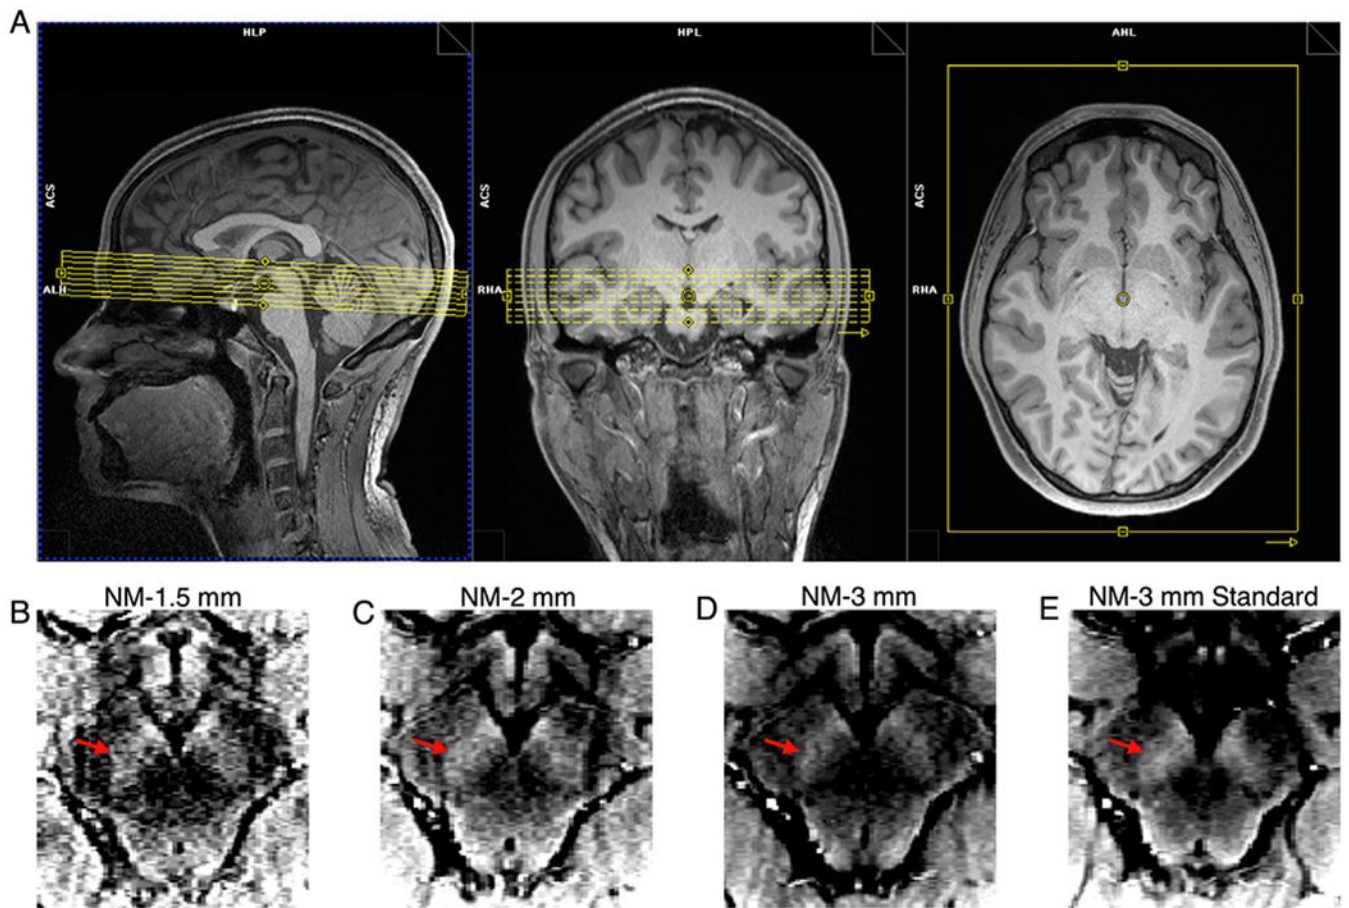 A
HLP
HPL
AHL
ACS
ACS
ACS
ALH
RHA
RHA
B
NM-1.5 mm
C
NM-2 mm
D
NM-3 mm
E
NM-3 mm Standard